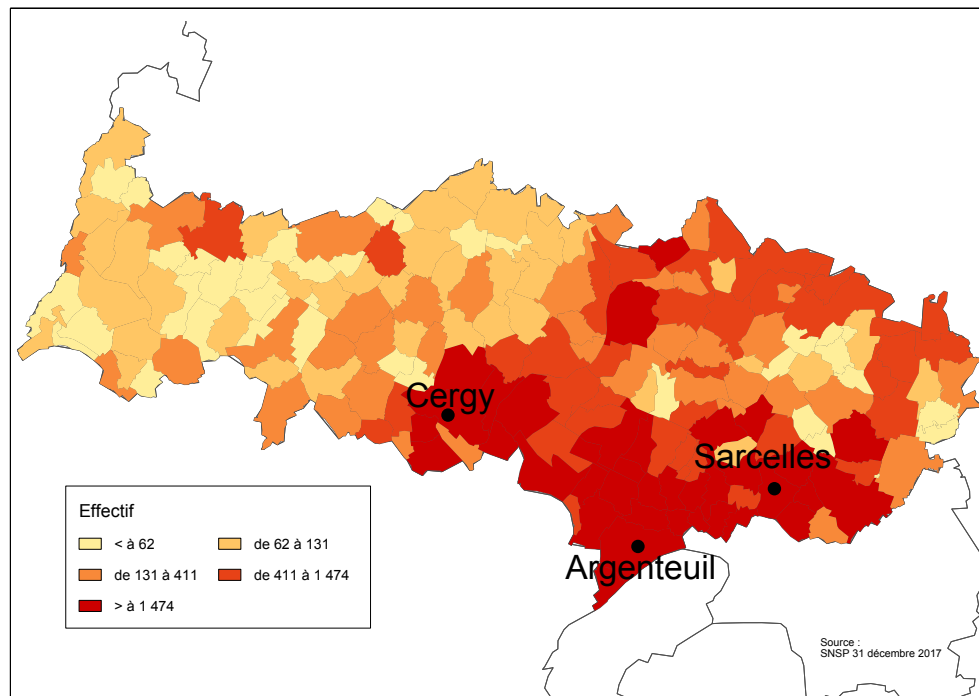 Cergy
Sarcelles
Argenteuil
Effectif
< à 62
de 62 à 131
de 131 à 411
de 411 à 1 474
> à 1 474
Source :
SNSP 31 décembre 2017